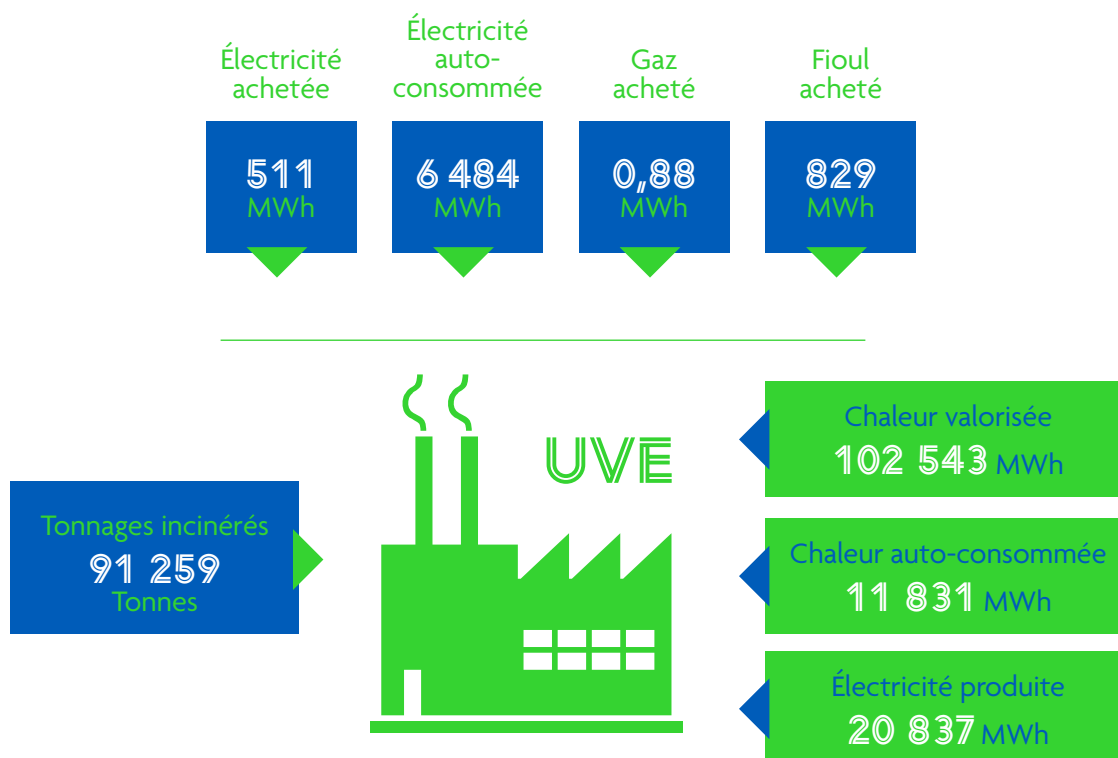 Électricité
achetée
511
MWh
Électricité
auto-
consommée
6 484
MWh
Gaz
acheté
0,88
MWh
Fioul
acheté
829
MWh
Tonnages incinérés
91 259
Tonnes
UVE
Chaleur valorisée
102 543 MWh
Chaleur auto-consommée
11 831 MWh
Électricité produite
20 837 MWh